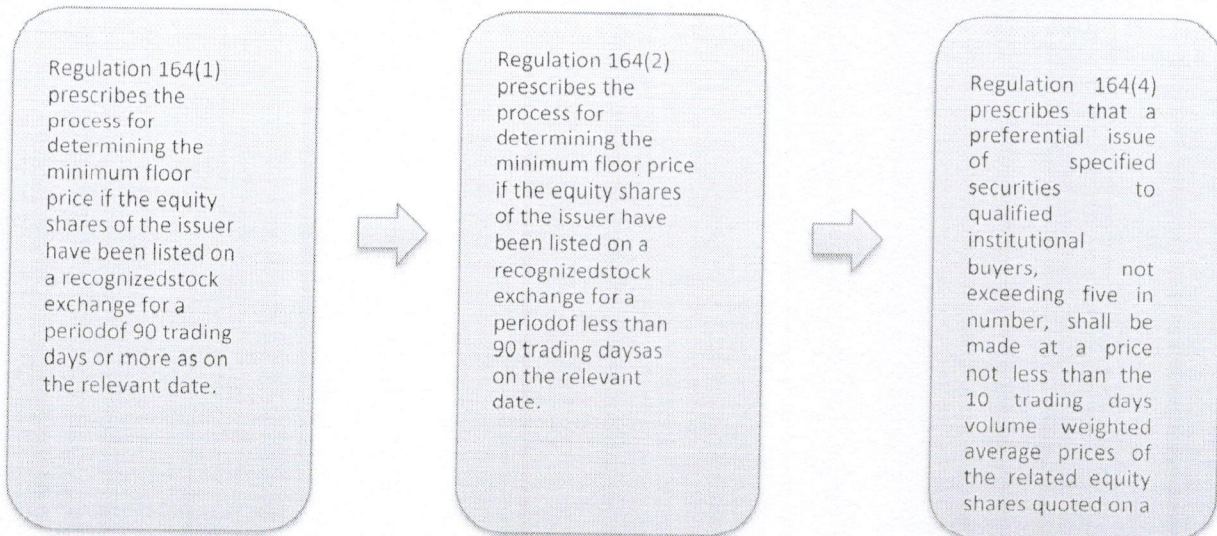 Regulation 164(1)
prescribes the
process for
determining the
minimum floor
price if the equity
shares of the issuer
have been listed on
a recognizedstock
exchange for a
periodof 90 trading
days or more as on
the relevant date.
Regulation 164(2)
prescribes the
process for
determining the
minimum floor price
if the equity shares
of the issuer have
been listed on a
recognizedstock
exchange for a
periodof less than
90 trading daysas
on the relevant
date.
Regulation 164(4)
prescribes that a
preferential issue
of specified
securities to
qualified
institutional
buyers, not
exceeding five in
number, shall be
made at a price
not less than the
10 trading days
volume weighted
average prices of
the related equity
shares quoted on a